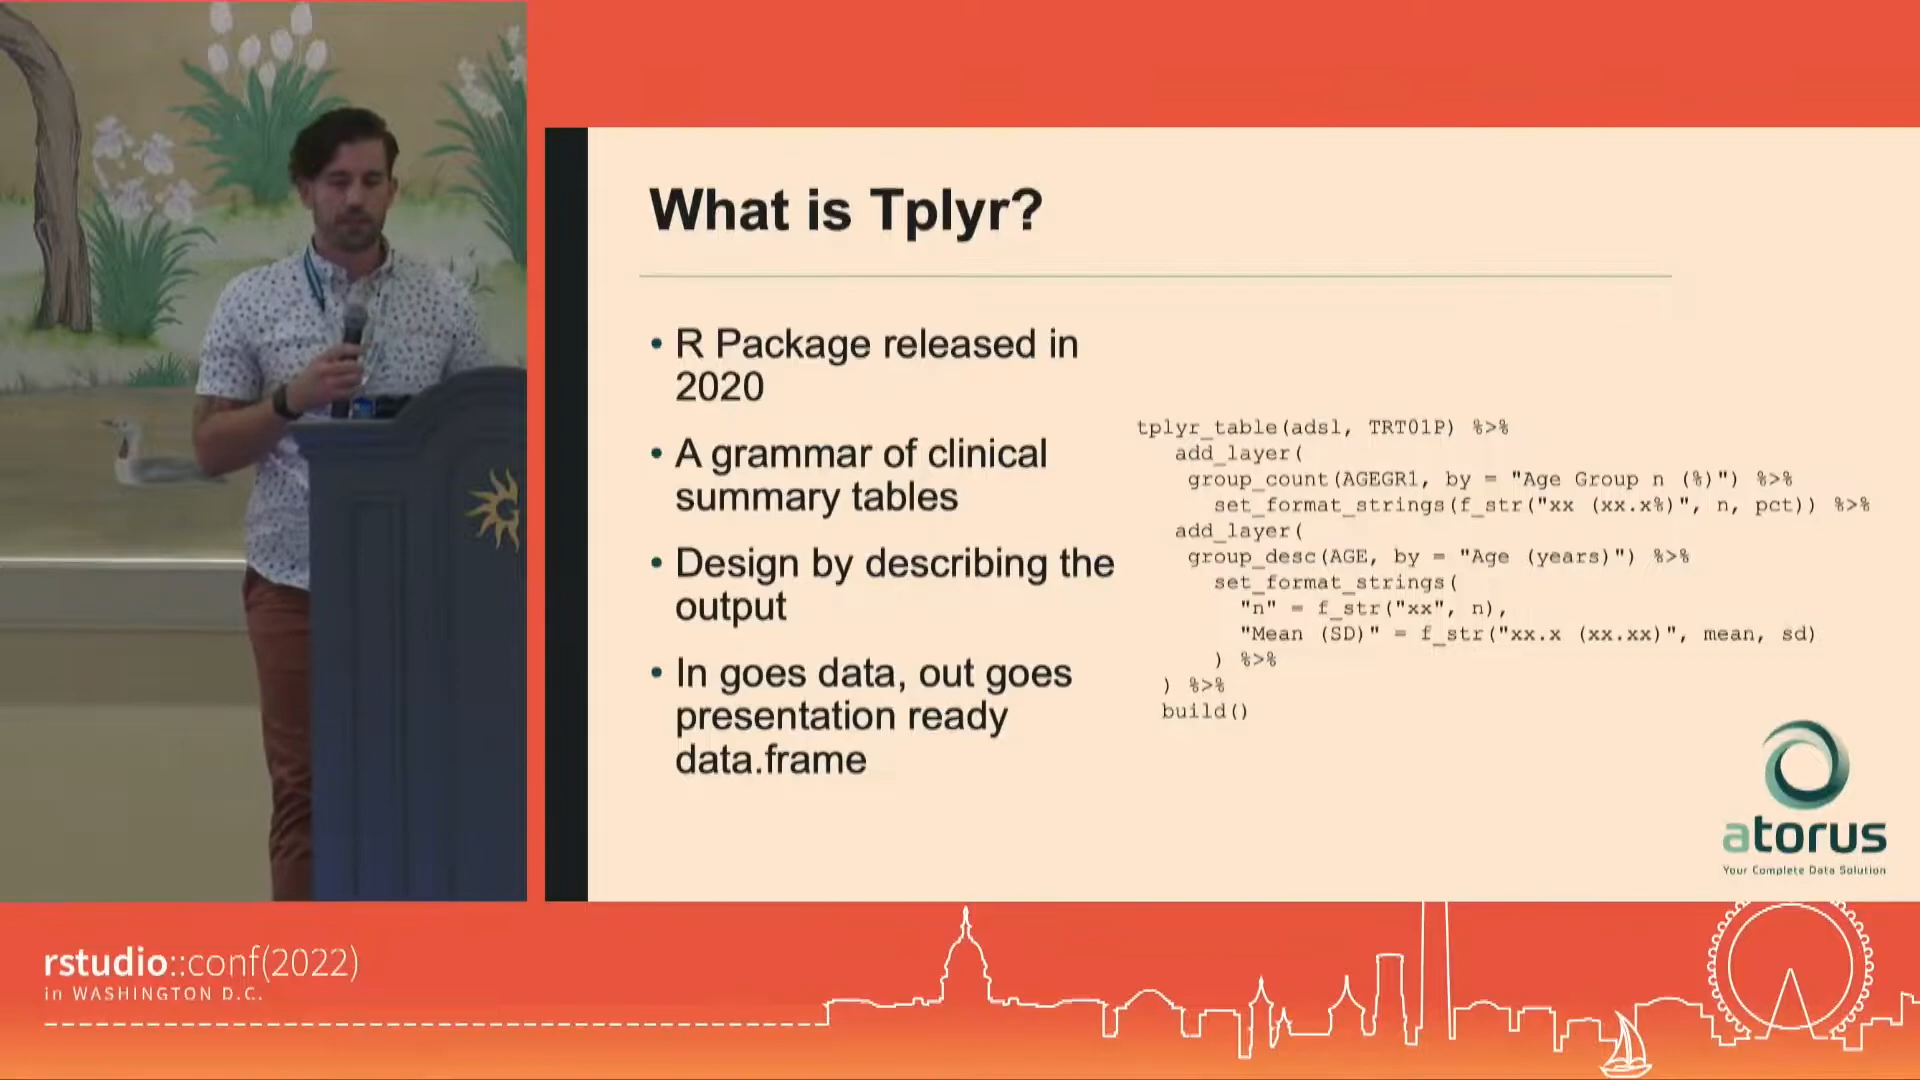 What is Tplyr?
• R Package released in
2020
• A grammar of clinical
summary tables
• Design by describing the
output
• In goes data, out goes
presentation ready
data.frame
tplyr_table(adsl, TRT01P) %>%
add_layer(
group_count(AGEGR1, by = "Age Group n (%)") %>%
set_format_strings(f_str("xx (xx.x%)", n, pct)) %>%
add_layer(
group_desc(AGE, by = "Age (years)") %>%
set_format_strings(
"n" = f_str("xx", n),
"Mean (SD)" = f_str("xx.x (xx.xx)", mean, sd)
) %>%
) %>%
build()
atorus
Your Complete Data Solution
rstudio::conf(2022)
in WASHINGTON D.C.